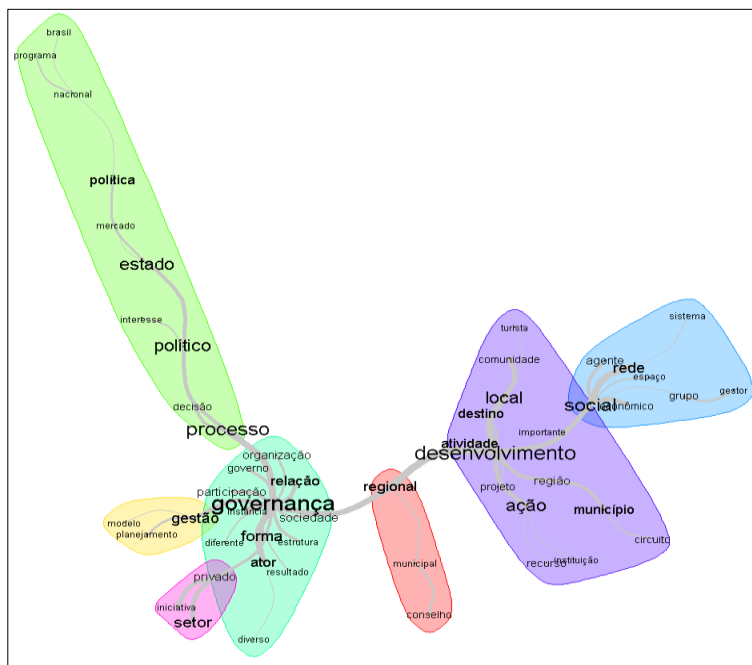 brasil
programa
nacional
política
mercado
estado
interesse
político
decisão
processo
organização
governo
relação
participação
governança
instância
sociedade
gestão
modelo
planejamento
forma
diferente
estrutura
ator
resultado
privado
iniciativa
setor
diverso
regional
municipal
conselho
turista
comunidade
local
destino
importante
atividade
desenvolvimento
região
projeto
ação
município
circuito
instituição
recurso
sistema
agente
rede
espaço
social
econômico
grupo
gestor